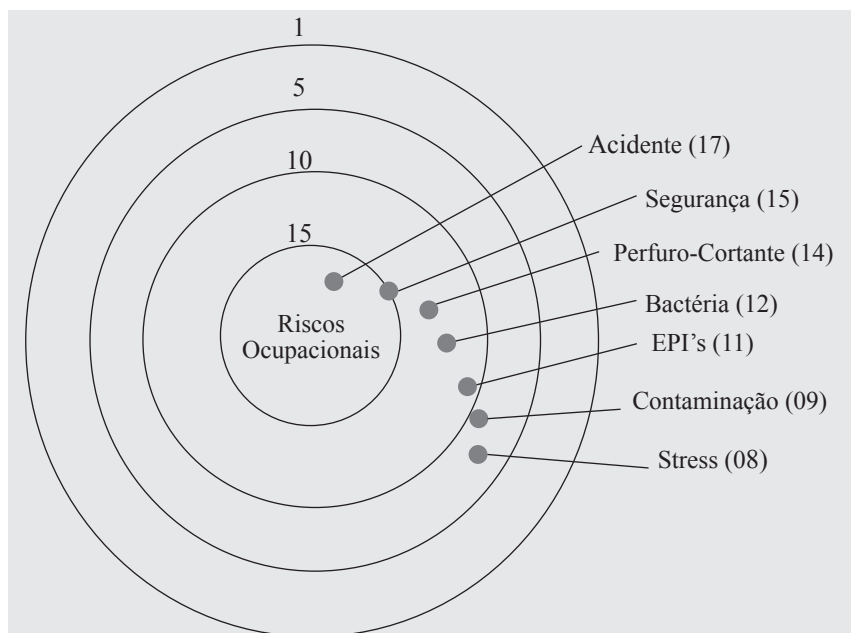 1
5
10
15
Acidente (17)
Segurança (15)
Perfuro-Cortante (14)
Bactéria (12)
EPI’s (11)
Contaminação (09)
Stress (08)
Riscos
Ocupacionais